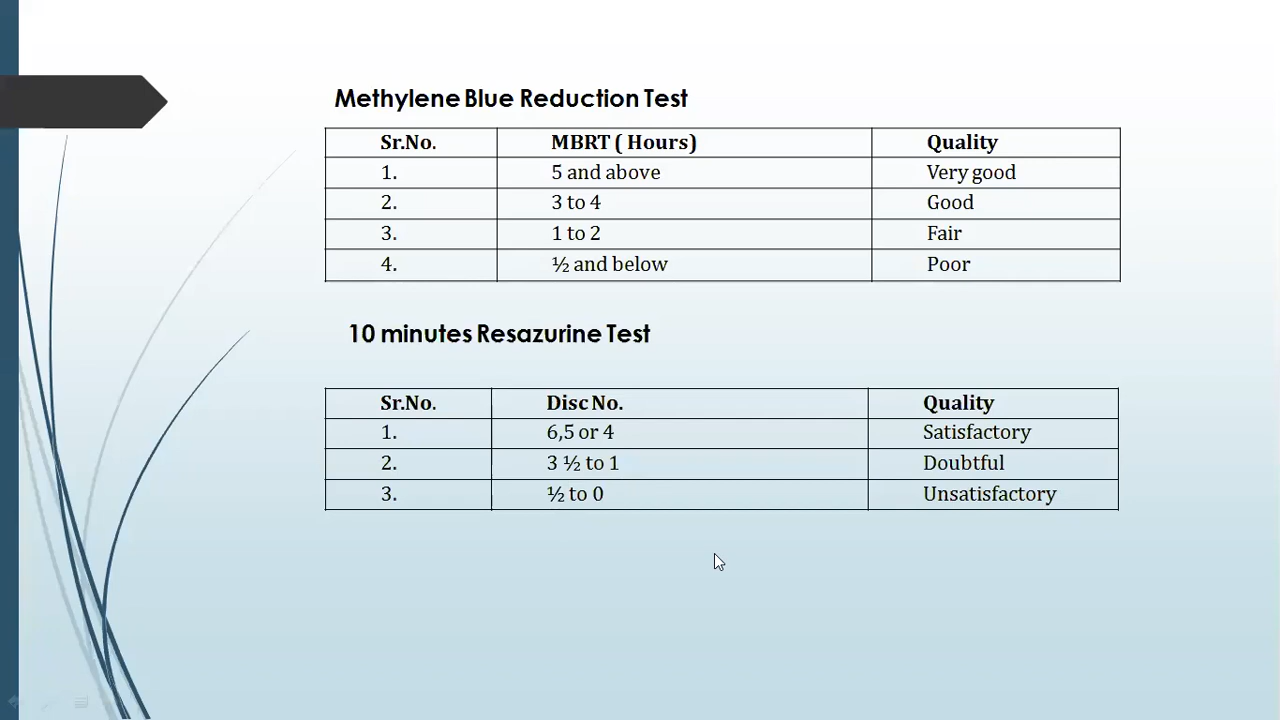 Methylene Blue Reduction Test
Sr.No. MBRT ( Hours) Quality
1. 5 and above Very good
2. 3 to 4 Good
3. 1 to 2 Fair
4. ½ and below Poor
10 minutes Resazurine Test
Sr.No. Disc No. Quality
1. 6,5 or 4 Satisfactory
2. 3 ½ to 1 Doubtful
3. ½ to 0 Unsatisfactory